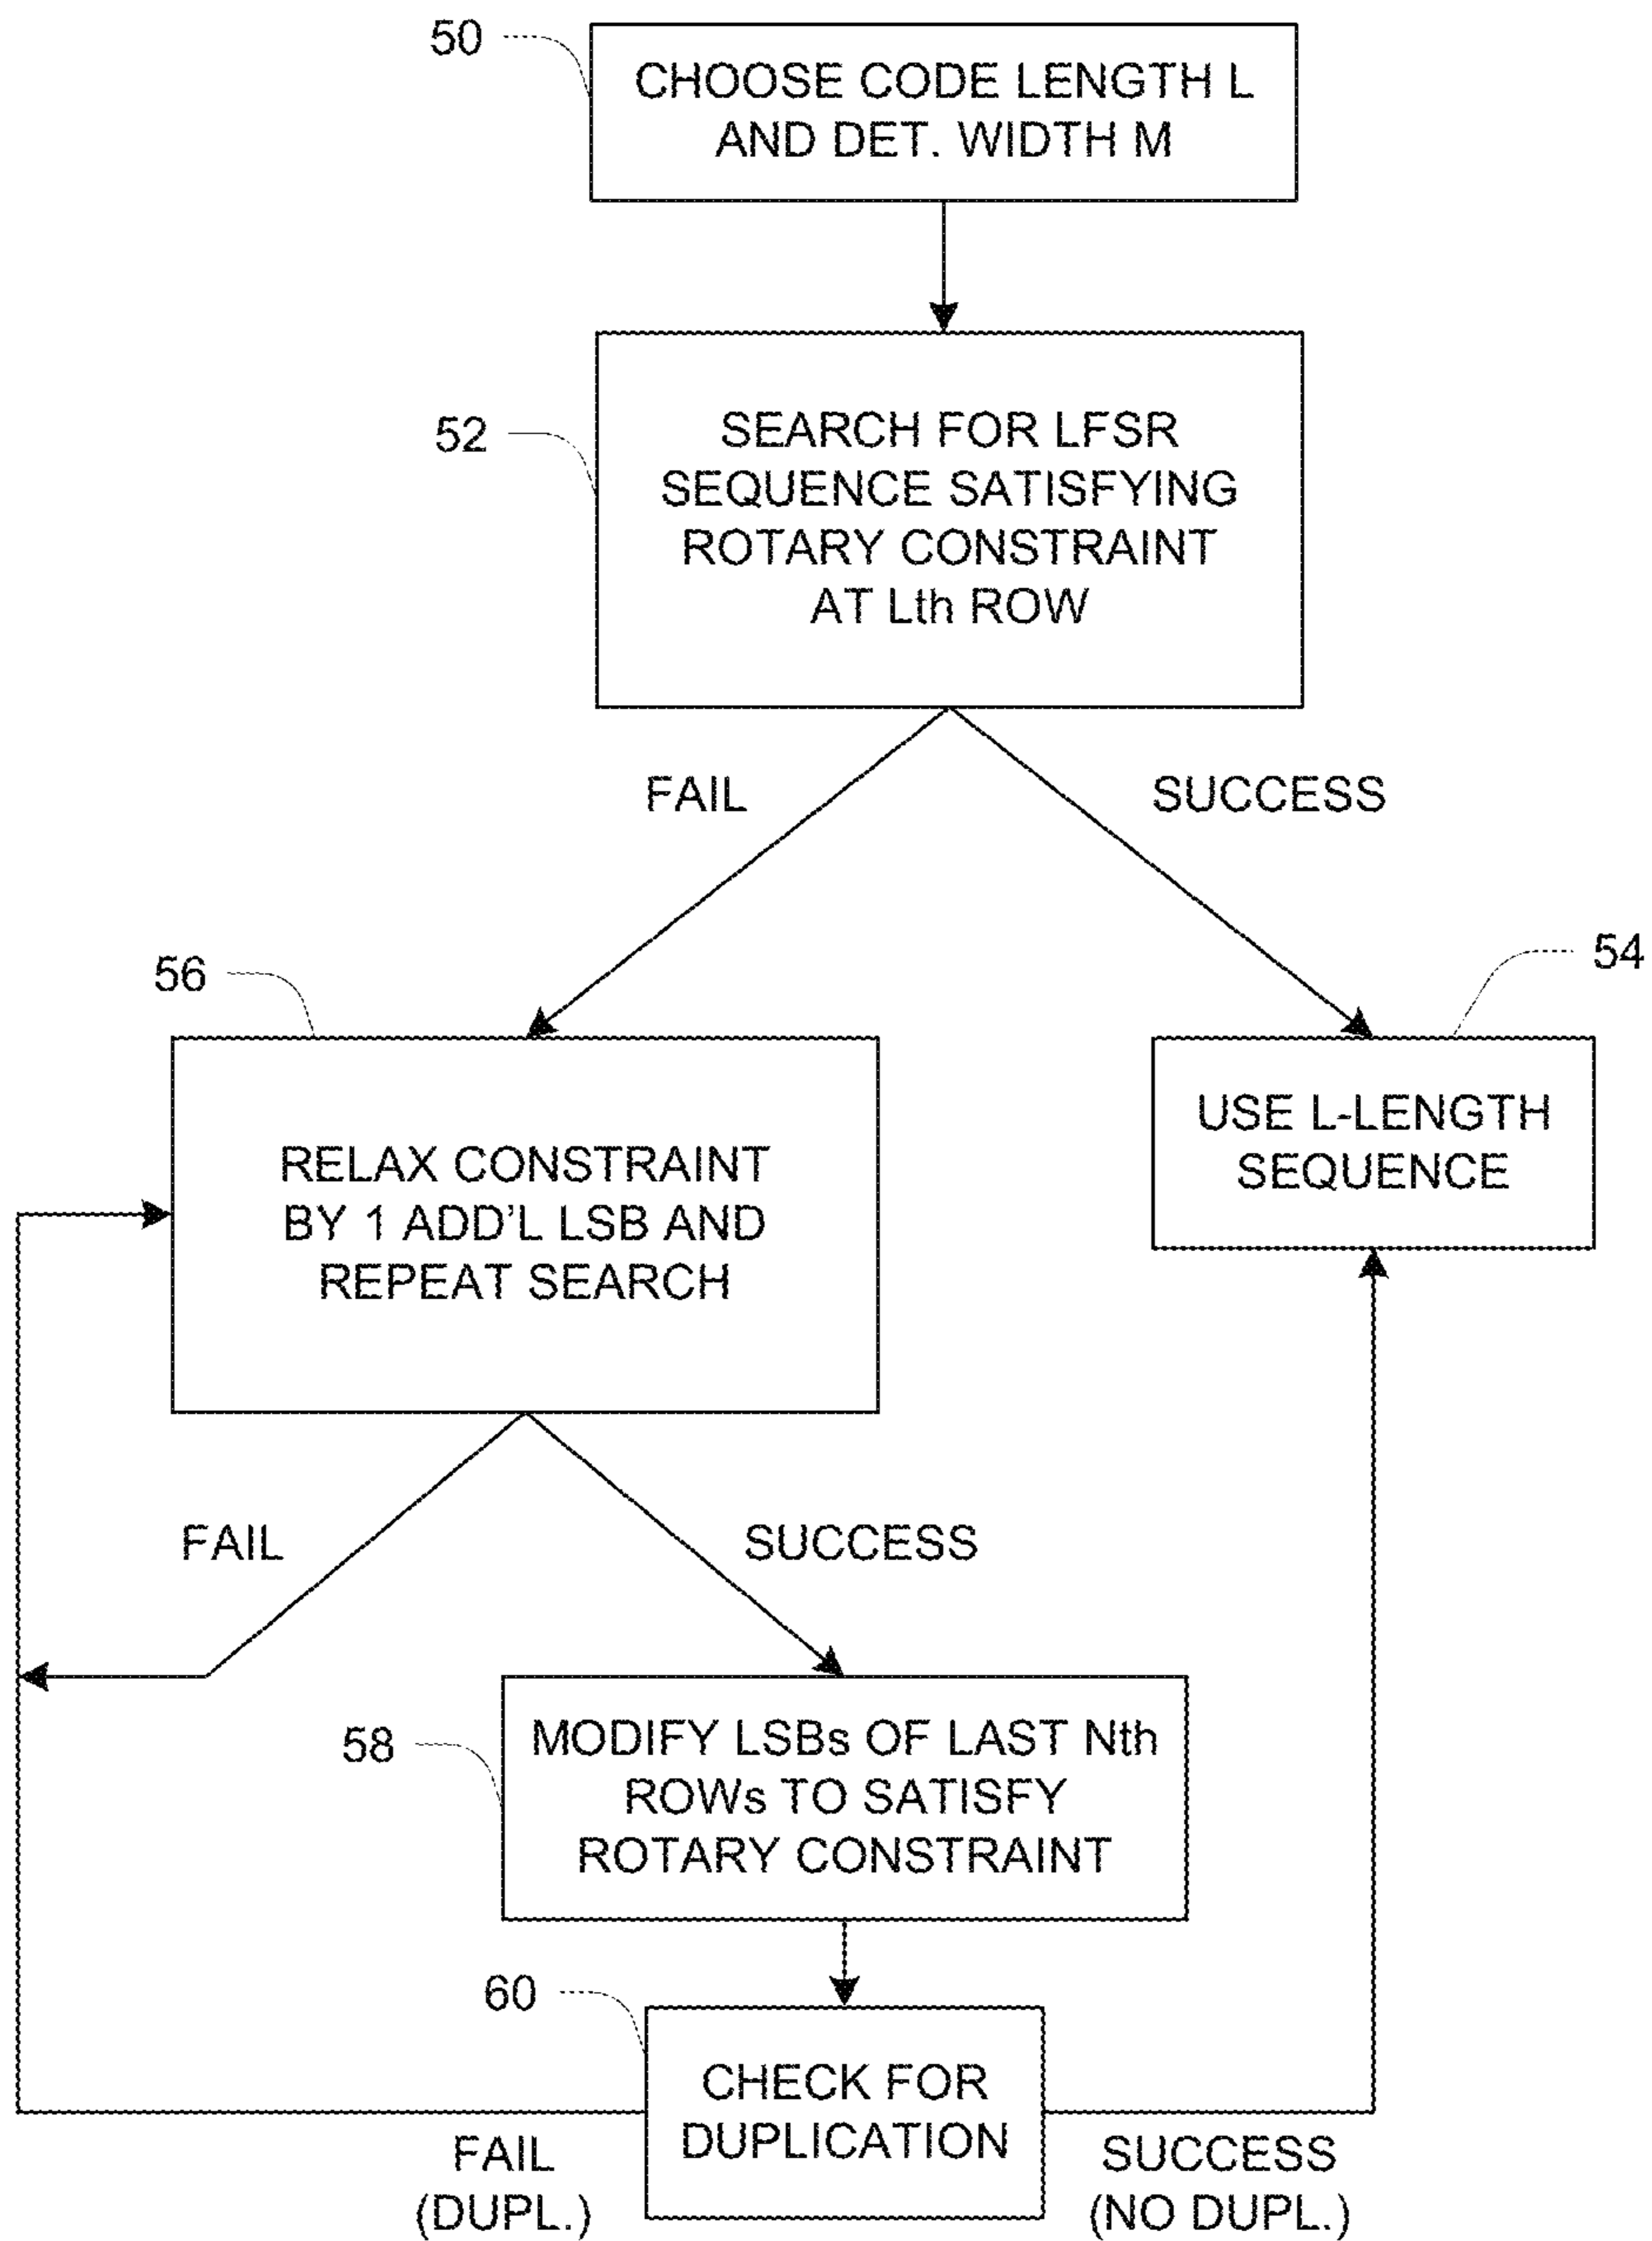 50
CHOOSE CODE LENGTH L
AND DET. WIDTH M
52
SEARCH FOR LFSR
SEQUENCE SATISFYING
ROTARY CONSTRAINT
AT Lth ROW
FAIL
SUCCESS
56
54
RELAX CONSTRAINT
BY 1 ADD'L LSB AND
REPEAT SEARCH
USE L-LENGTH
SEQUENCE
FAIL
SUCCESS
58
MODIFY LSBs OF LAST Nth
ROWs TO SATISFY
ROTARY CONSTRAINT
60
CHECK FOR
DUPLICATION
FAIL
(DUPL.)
SUCCESS
(NO DUPL.)